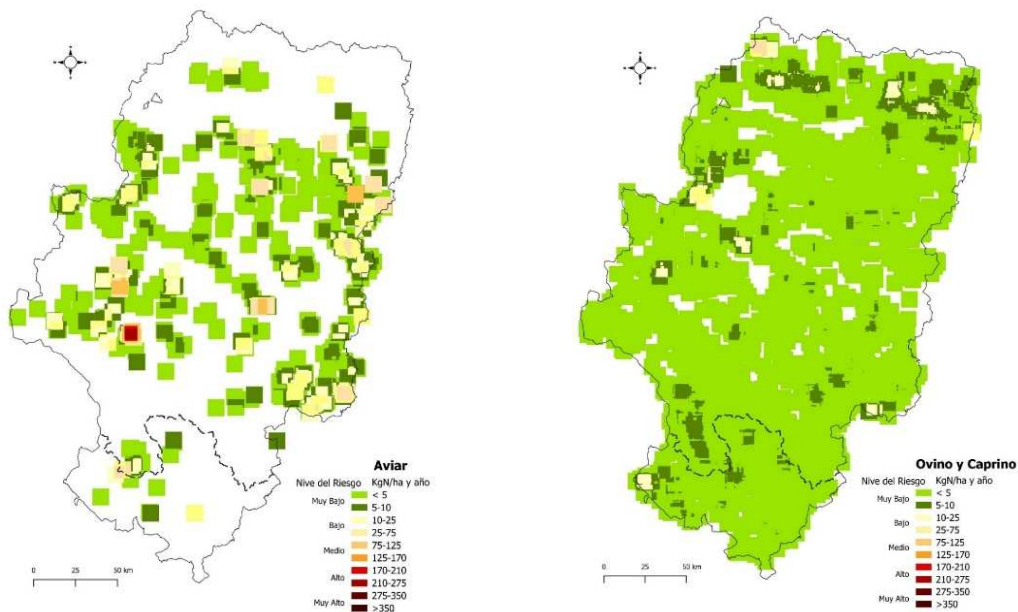 Aviar
Nive del Riesgo KgN/ha y año
Muy Bajo
< 5
5-10
Bajo
10-25
25-75
Medio
75-125
125-170
Alto
170-210
210-275
Muy Alto
275-350
>350
0 25 50 km
Ovino y Caprino
Nive del Riesgo KgN/ha y año
Muy Bajo
< 5
5-10
Bajo
10-25
25-75
Medio
75-125
125-170
Alto
170-210
210-275
Muy Alto
275-350
>350
0 25 50 km